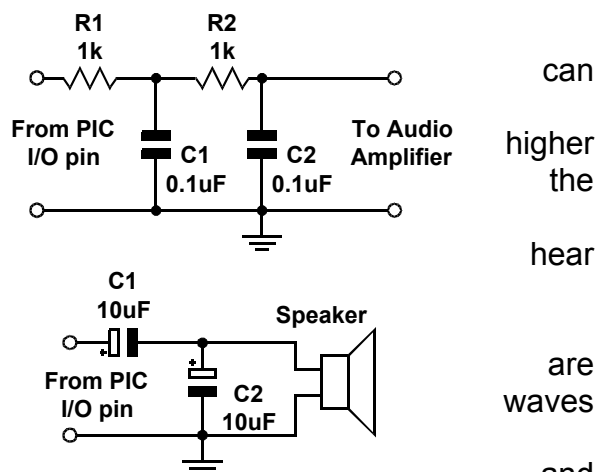 R1
1k
R2
1k
From PIC
I/O pin
C1
0.1uF
C2
0.1uF
To Audio
Amplifier
C1
10uF
+
From PIC
I/O pin
+
C2
10uF
Speaker
can
higher
the
hear
are
waves
and